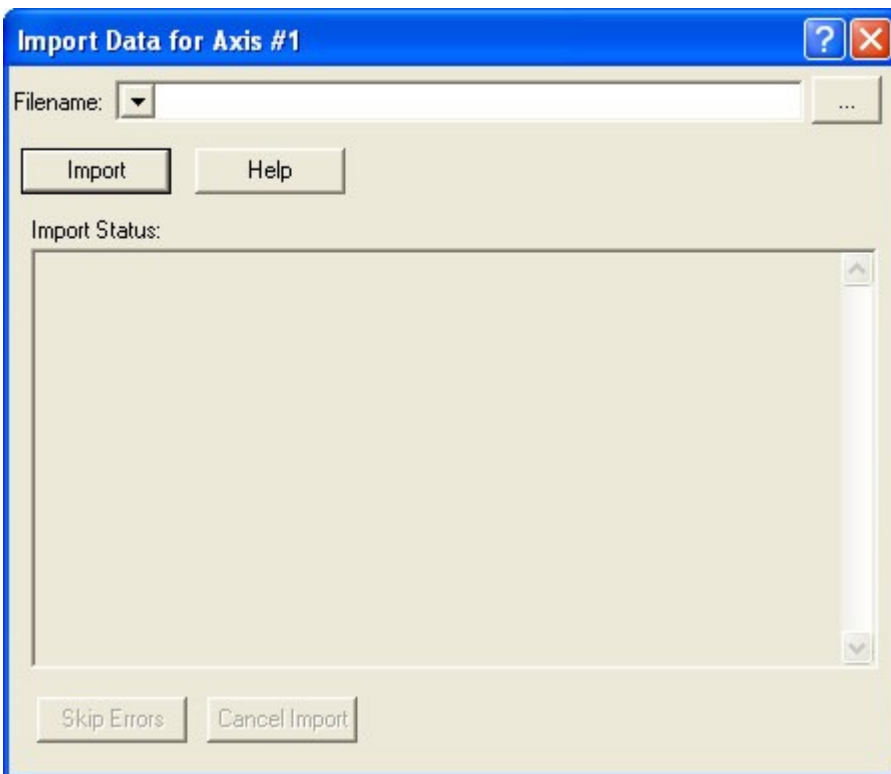 Import Data for Axis #1
Filename:
...
Import Help
Import Status:
Skip Errors Cancel Import